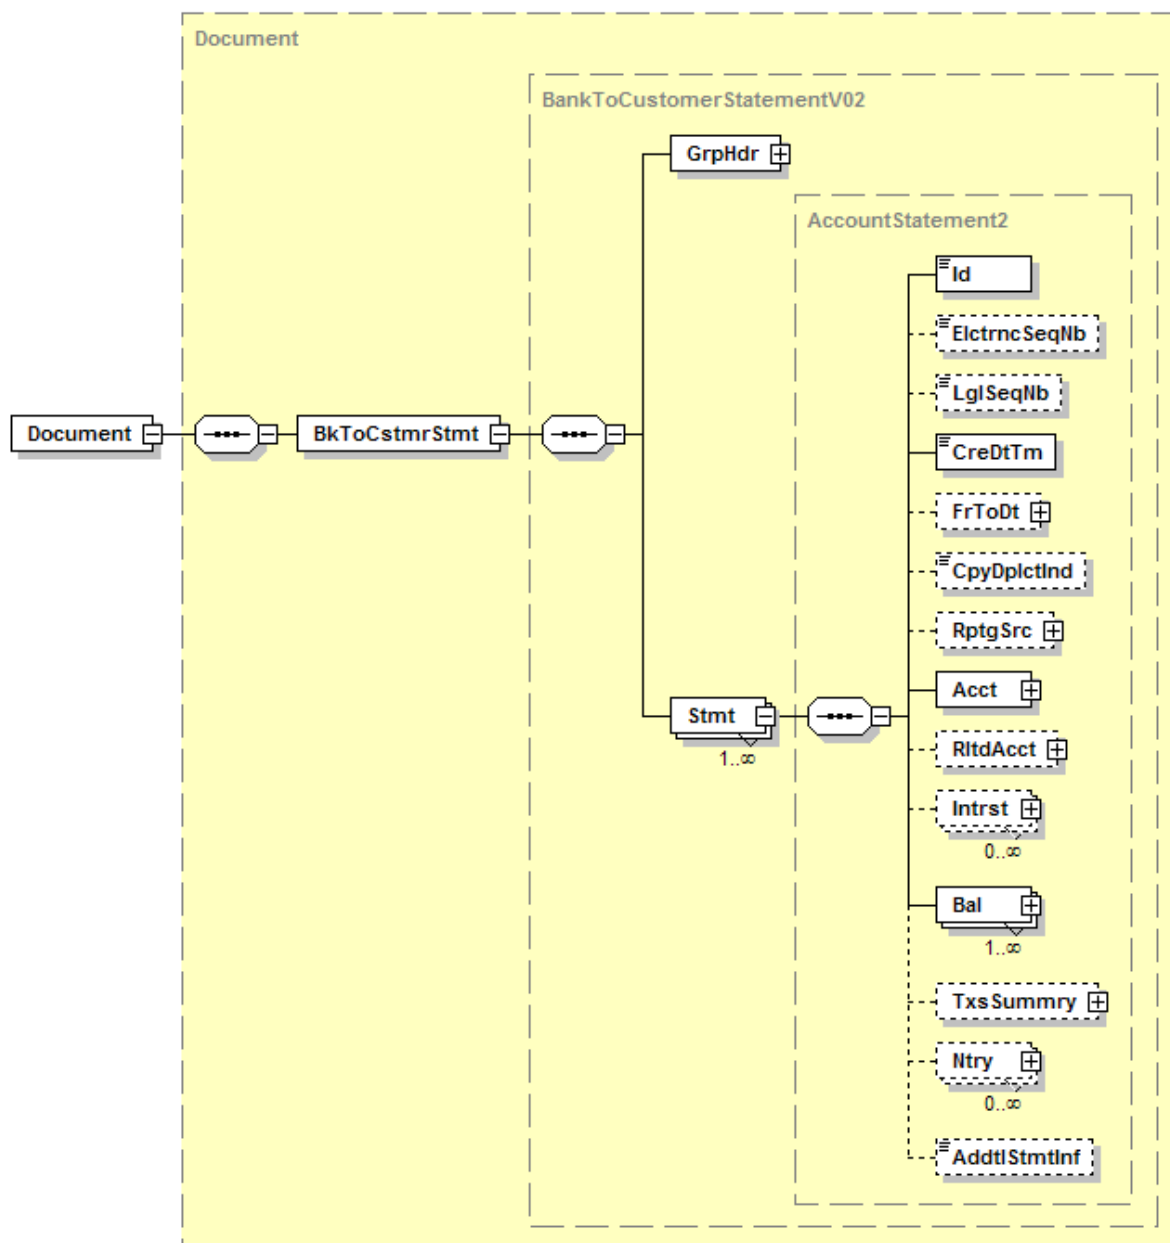 Document
BankToCustomerStatementV02
GrpHdr
AccountStatement2
Id
ElctrncSeqNb
LglSeqNb
Document
BkToCstmrStmt
CreDtTm
FrToDt
CpyDplctInd
RptgSrc
Acct
Stmt
1..∞
RltdAcct
Intrst
0..∞
Bal
1..∞
TxsSummry
Ntry
0..∞
AddtlStmtInf